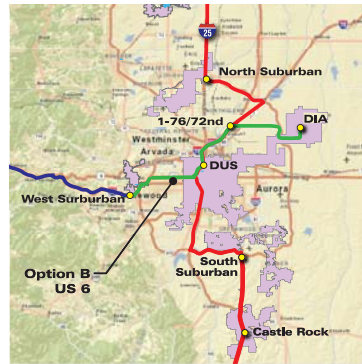 25
North Suburban
1-76/72nd
DIA
Westminster
Arvada
DUS
West Surburban
Aurora
Option B
US 6
South
Suburban
Castle Rock